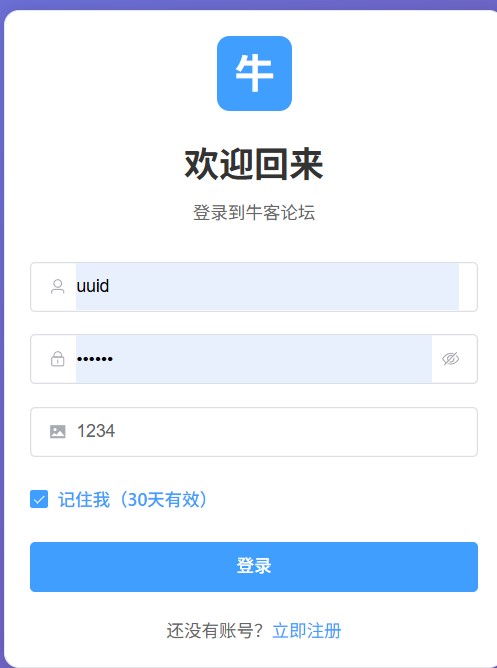 牛
欢迎回来
登录到牛客论坛
uuid
••••••
1234
记住我（30天有效）
登录
还没有账号？立即注册